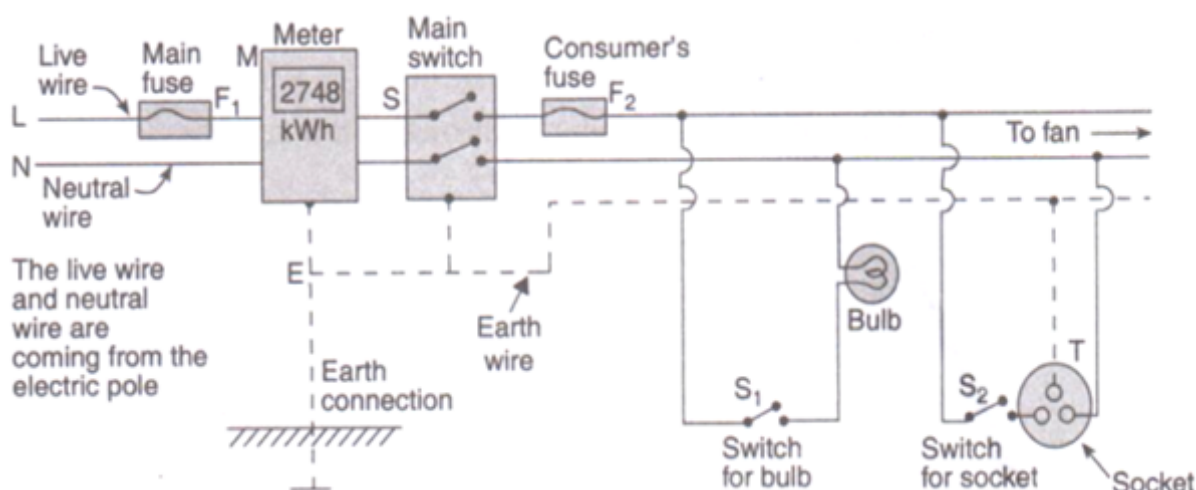 Live
wire
Main
fuse
F1
M
Meter
2748
kWh
Main
switch
S
Consumer's
fuse
F2
L
N
Neutral
wire
To fan
The live wire
and neutral
wire are
coming from the
electric pole
E
Earth
wire
Earth
connection
Bulb
S1
Switch
for bulb
S2
T
Switch
for socket
Socket